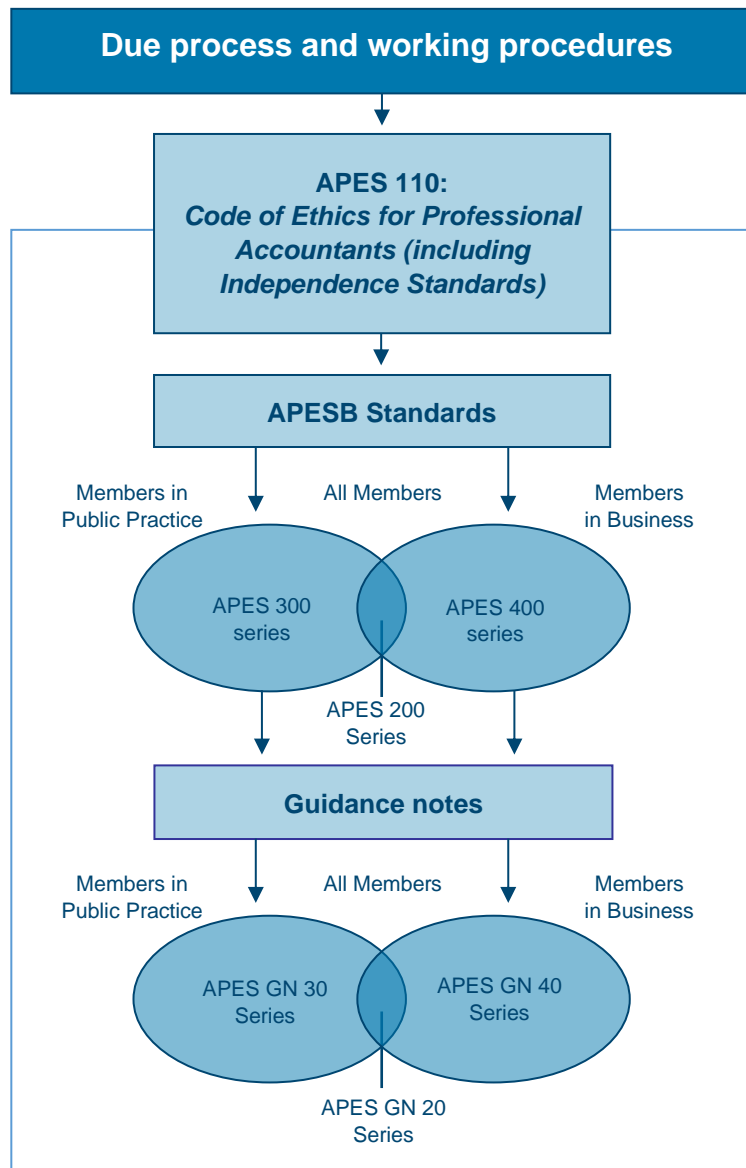 Due process and working procedures
APES 110:
Code of Ethics for Professional
Accountants (including
Independence Standards)
APESB Standards
Members in
Public Practice
All Members
Members
in Business
APES 300
series
APES 400
series
APES 200
Series
Guidance notes
Members in
Public Practice
All Members
Members
in Business
APES GN 30
Series
APES GN 40
Series
APES GN 20
Series